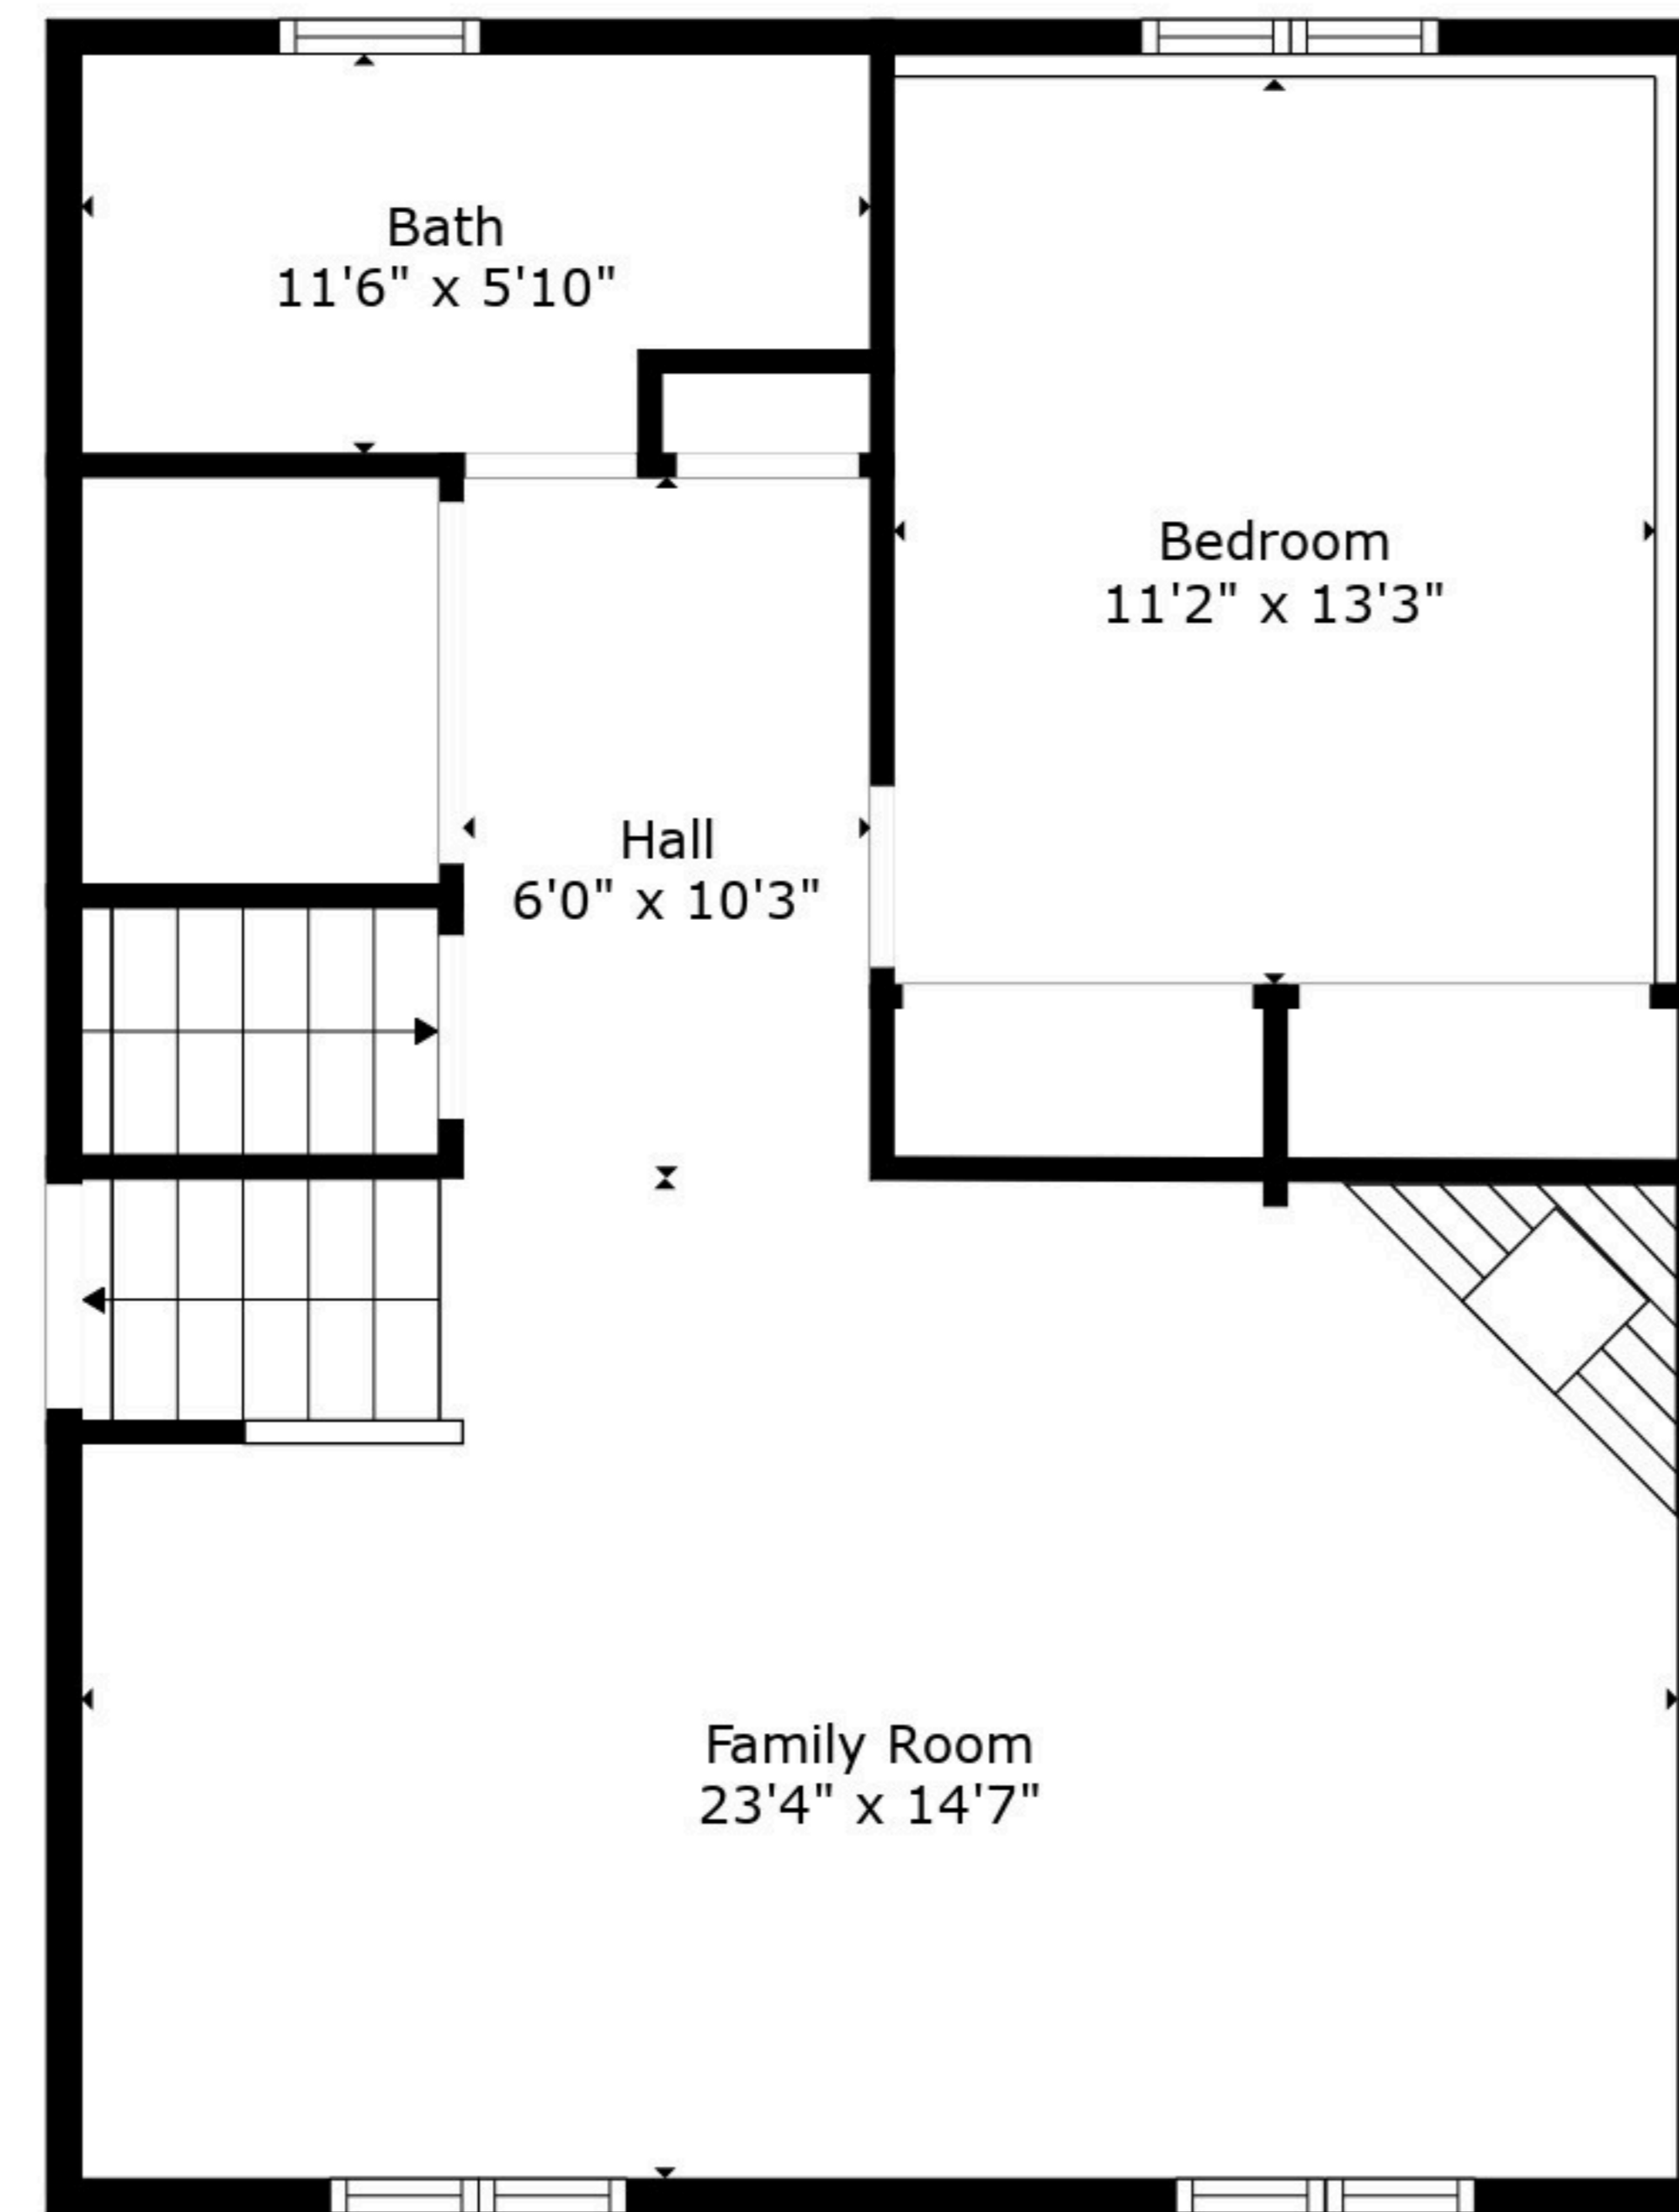 Bath
11'6" x 5'10"
Bedroom
11'2" x 13'3"
Hall
6'0" x 10'3"
Family Room
23'4" x 14'7"